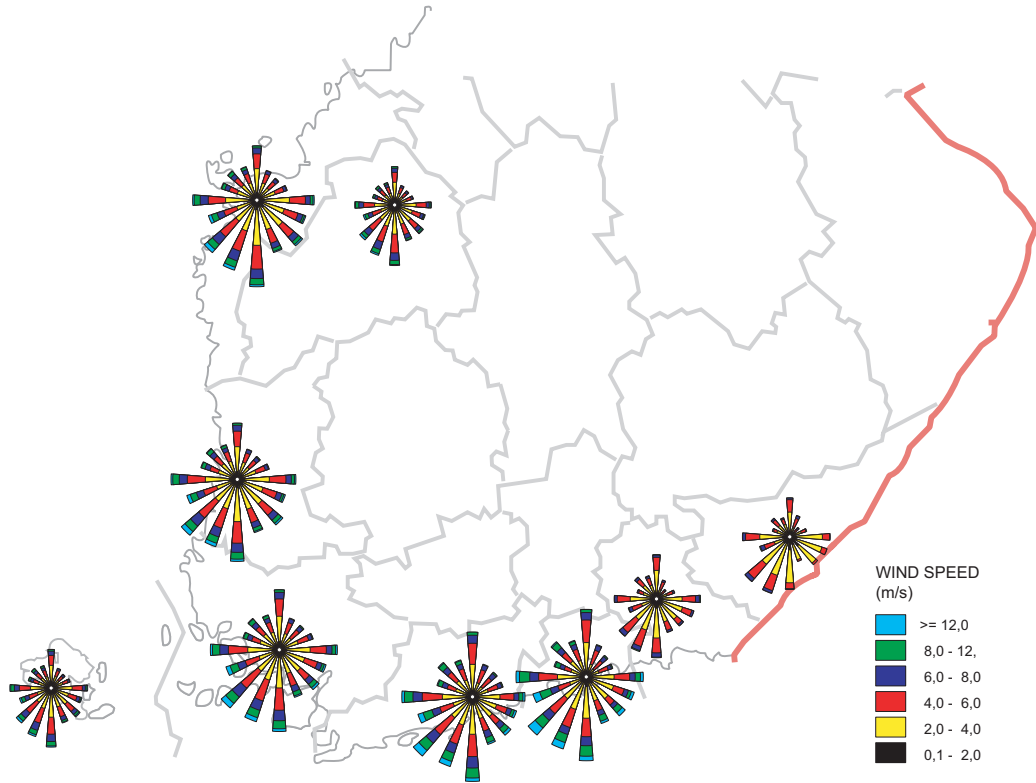 WIND SPEED
(m/s)
>= 12,0
8,0 - 12,
6,0 - 8,0
4,0 - 6,0
2,0 - 4,0
0,1 - 2,0